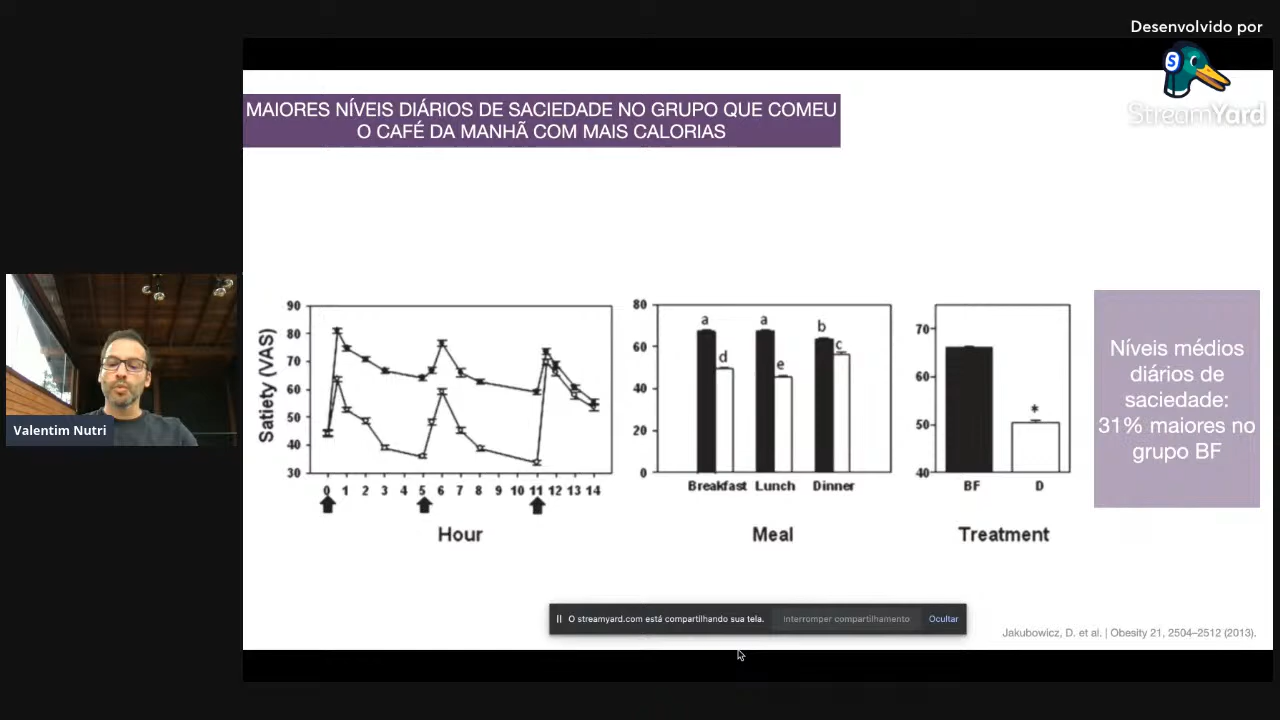 Desenvolvido por
S
StreamYard
MAIORES NÍVEIS DIÁRIOS DE SACIEDADE NO GRUPO QUE COMEU
O CAFÉ DA MANHÃ COM MAIS CALORIAS
Valentim Nutri
Satiety (VAS)
90
80
70
60
50
40
30
0 1 2 3 4 5 6 7 8 9 10 11 12 13 14
Hour
80
60
40
20
0
a d a e b c
Breakfast Lunch Dinner
Meal
70
60
50
40
*
BF D
Treatment
Níveis médios
diários de
saciedade:
31% maiores no
grupo BF
O streamyard.com está compartilhando sua tela. Interromper compartilhamento Ocultar
Jakubowicz, D. et al. | Obesity 21, 2504–2512 (2013).